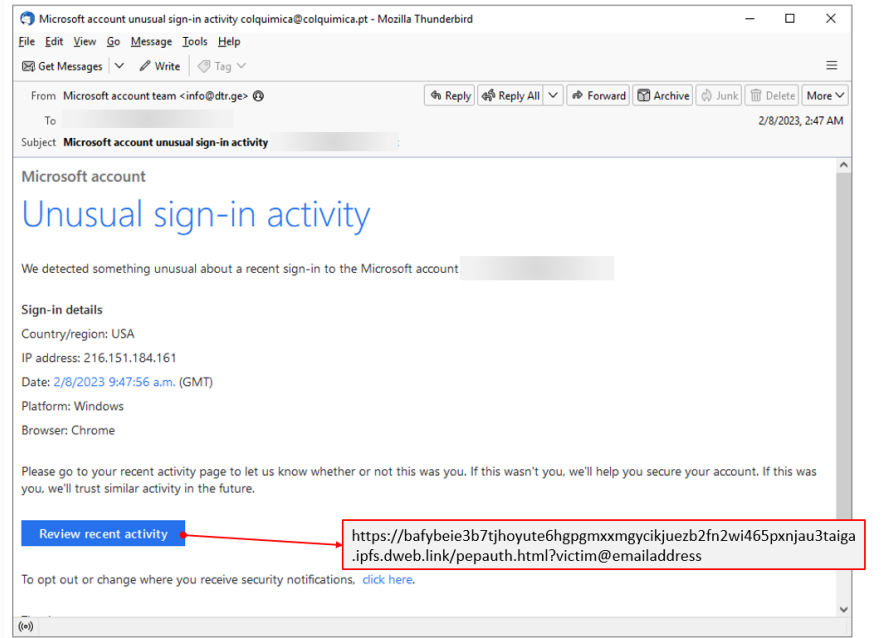 Microsoft account unusual sign-in activity colquimica@colquimica.pt - Mozilla Thunderbird
File Edit View Go Message Tools Help
Get Messages Write Tag
From Microsoft account team <info@dtr.ge> Reply Reply All Forward Archive Junk Delete More
To 2/8/2023, 2:47 AM
Subject Microsoft account unusual sign-in activity
Microsoft account
Unusual sign-in activity
We detected something unusual about a recent sign-in to the Microsoft account
Sign-in details
Country/region: USA
IP address: 216.151.184.161
Date: 2/8/2023 9:47:56 a.m. (GMT)
Platform: Windows
Browser: Chrome
Please go to your recent activity page to let us know whether or not this was you. If this wasn't you, we'll help you secure your account. If this was
you, we'll trust similar activity in the future.
Review recent activity
https://bafybeie3b7tjhoyute6hgpgmxxmgycikjuezb2fn2wi465pxnjau3taiga
.ipfs.dweb.link/pepauth.html?victim@emailaddress
To opt out or change where you receive security notifications, click here.